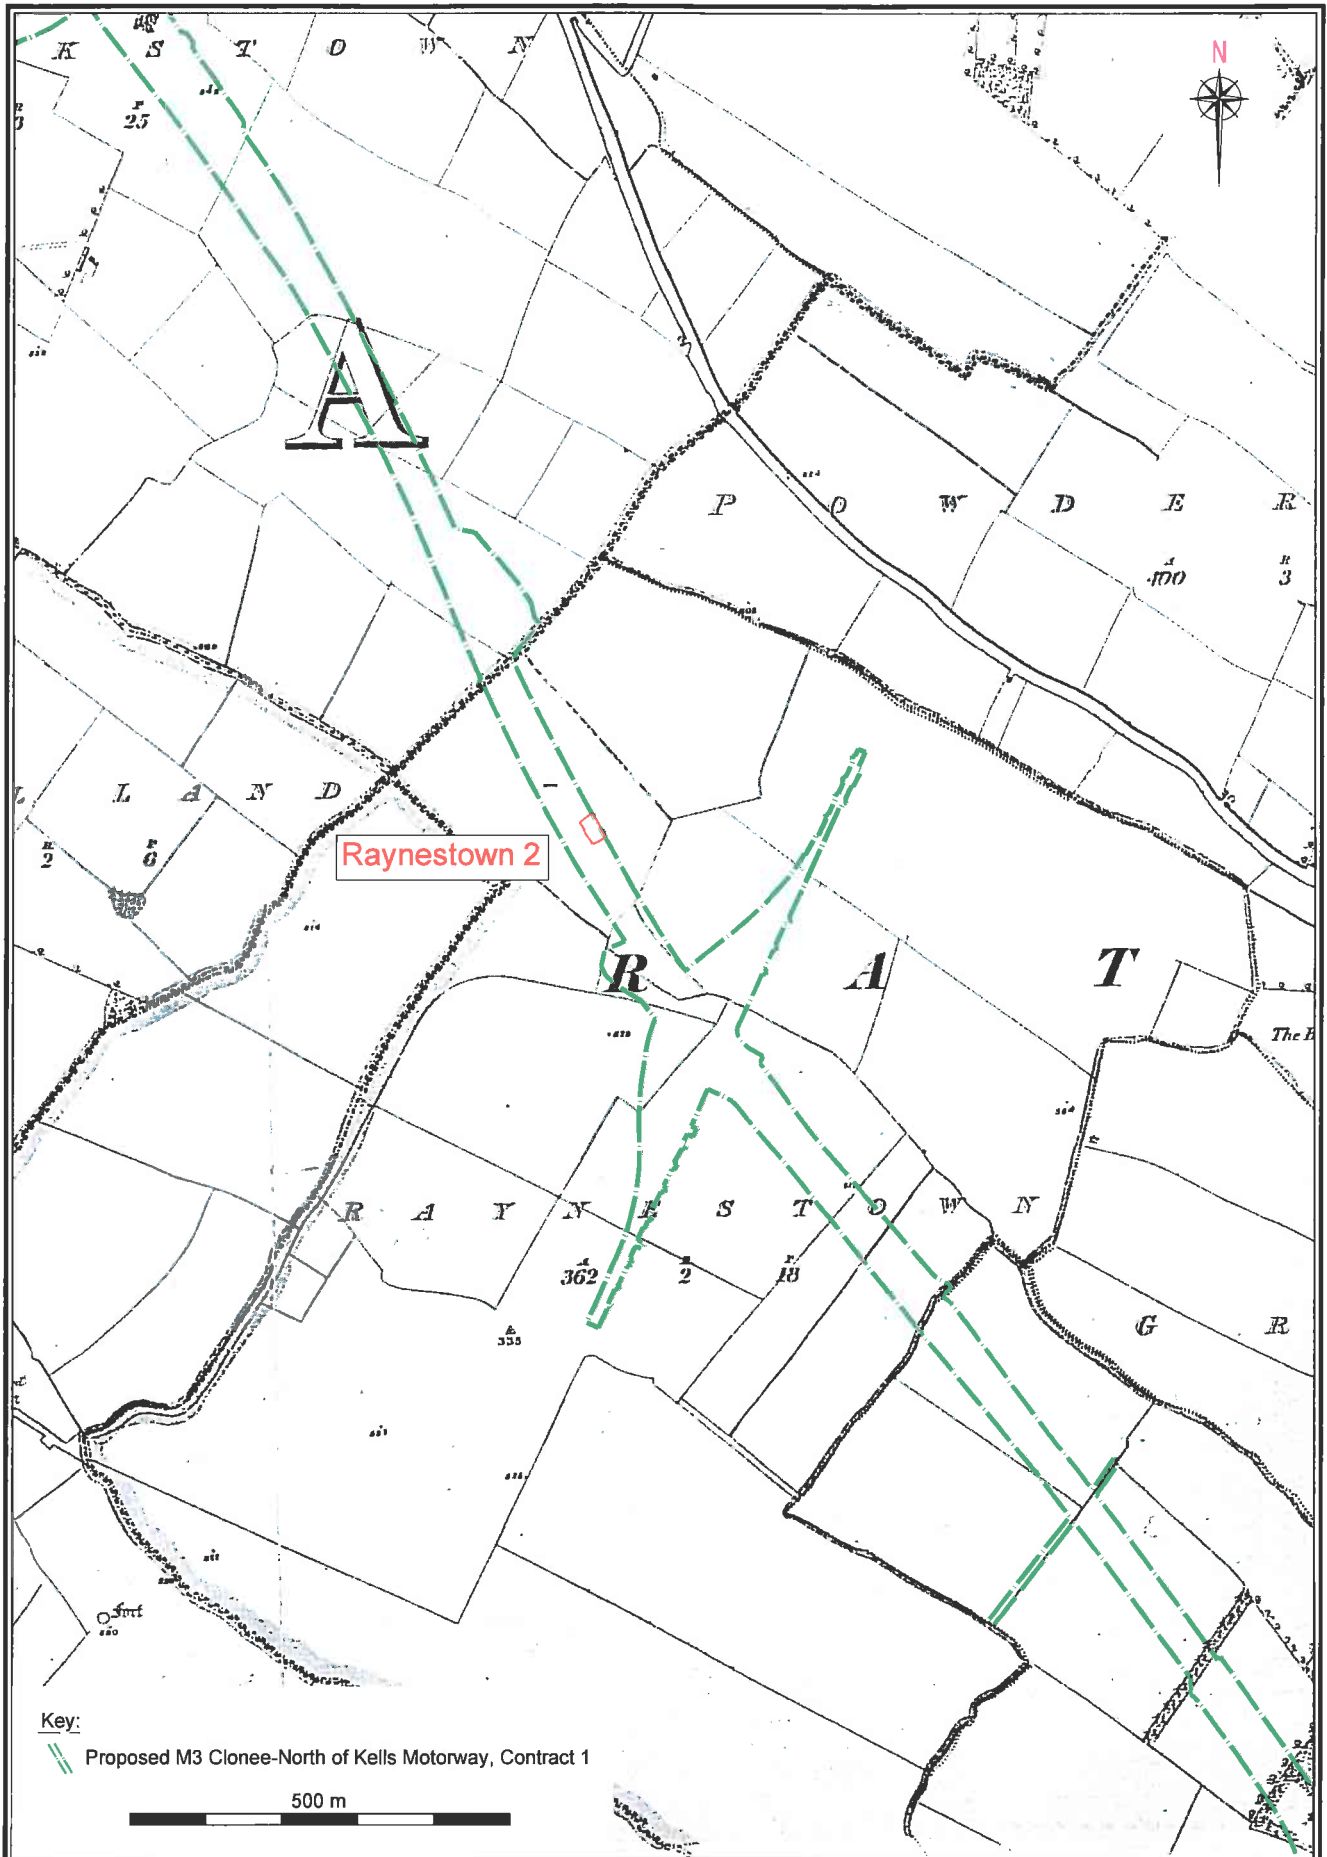 K S T O W N
N
P
25
A
P O W D E R
A
400
R
3
L L A N D
R
2
P
6
Raynestown 2
R A T
The B
R A Y N E S T O W N
A
362
R
2
P
18
335
G R
Fort
Key:
Proposed M3 Clonee-North of Kells Motorway, Contract 1
500 m